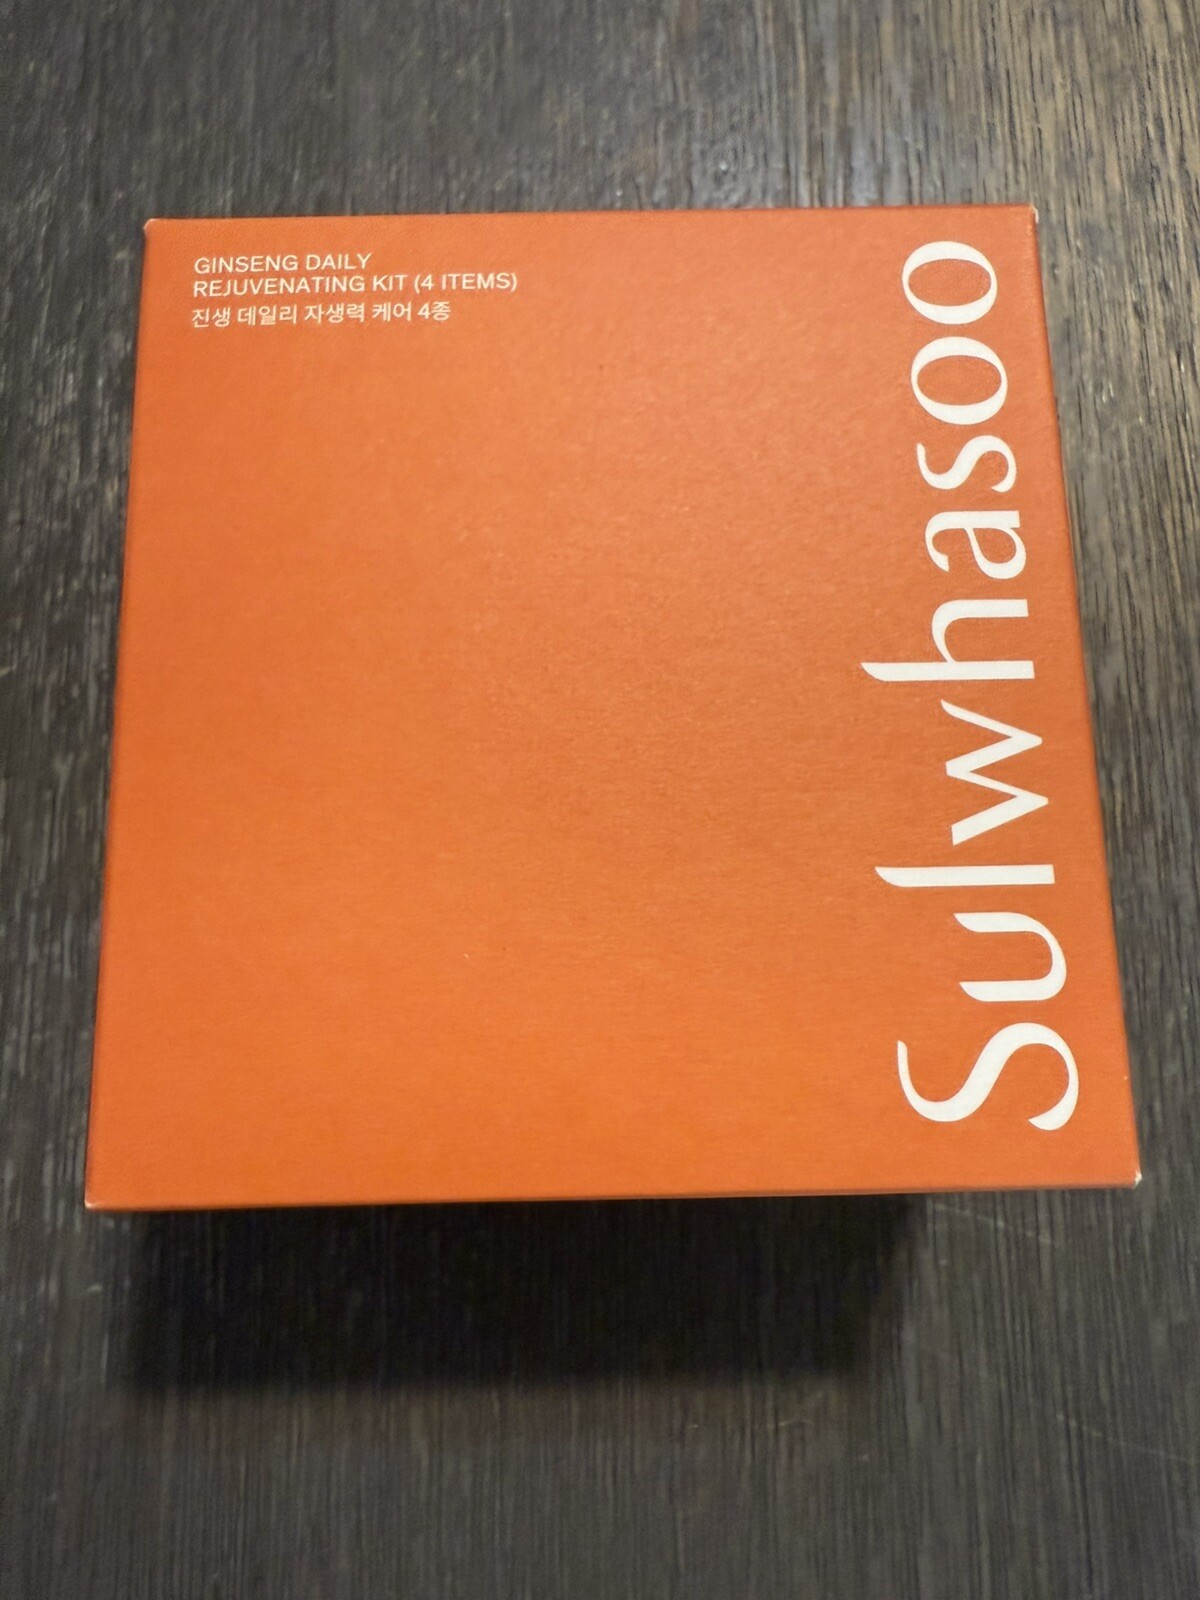 GINSENG DAILY
REJUVENATING KIT (4 ITEMS)
진생 데일리 자생력 케어 4종
Sulwhasoo